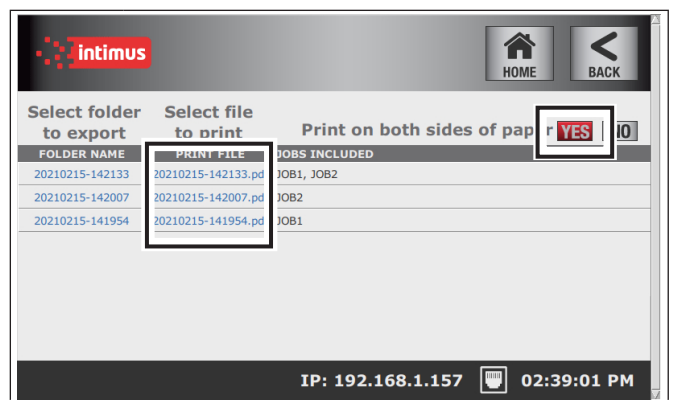 intimus
HOME
BACK
Select folder to export
Select file to print
Print on both sides of paper YES NO
FOLDER NAME PRINT FILE JOBS INCLUDED
20210215-142133 20210215-142133.pd JOB1, JOB2
20210215-142007 20210215-142007.pd JOB2
20210215-141954 20210215-141954.pd JOB1
IP: 192.168.1.157 02:39:01 PM